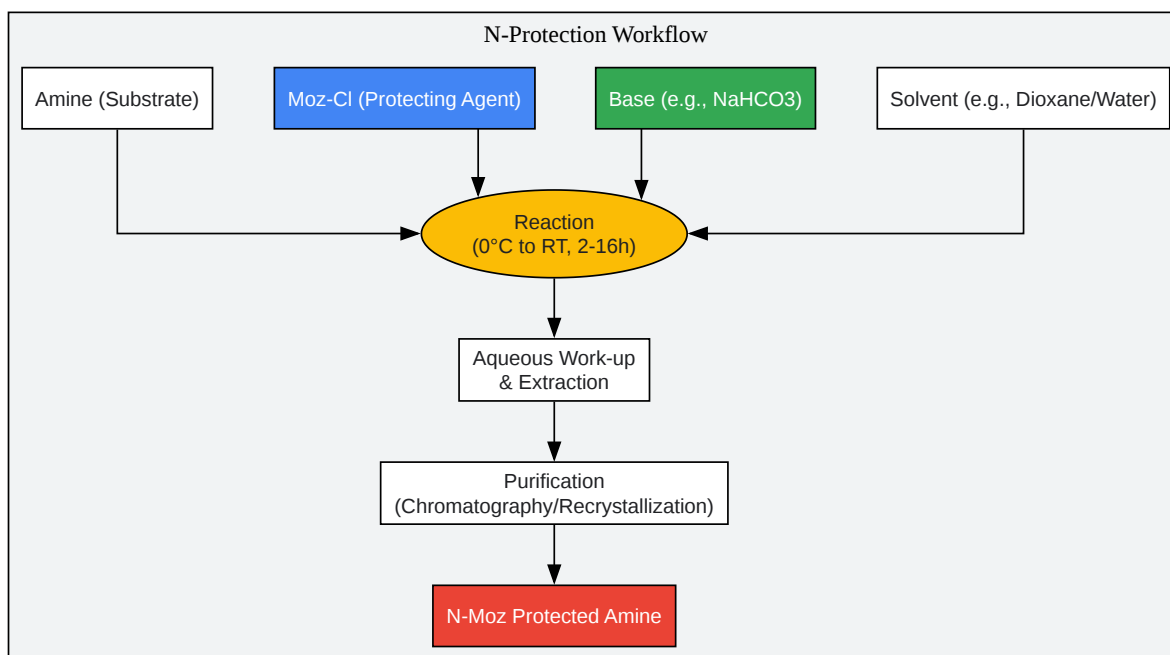 N-Protection Workflow
Amine (Substrate)
Moz-Cl (Protecting Agent)
Base (e.g., NaHCO3)
Solvent (e.g., Dioxane/Water)
Reaction
(0°C to RT, 2-16h)
Aqueous Work-up
& Extraction
Purification
(Chromatography/Recrystallization)
N-Moz Protected Amine